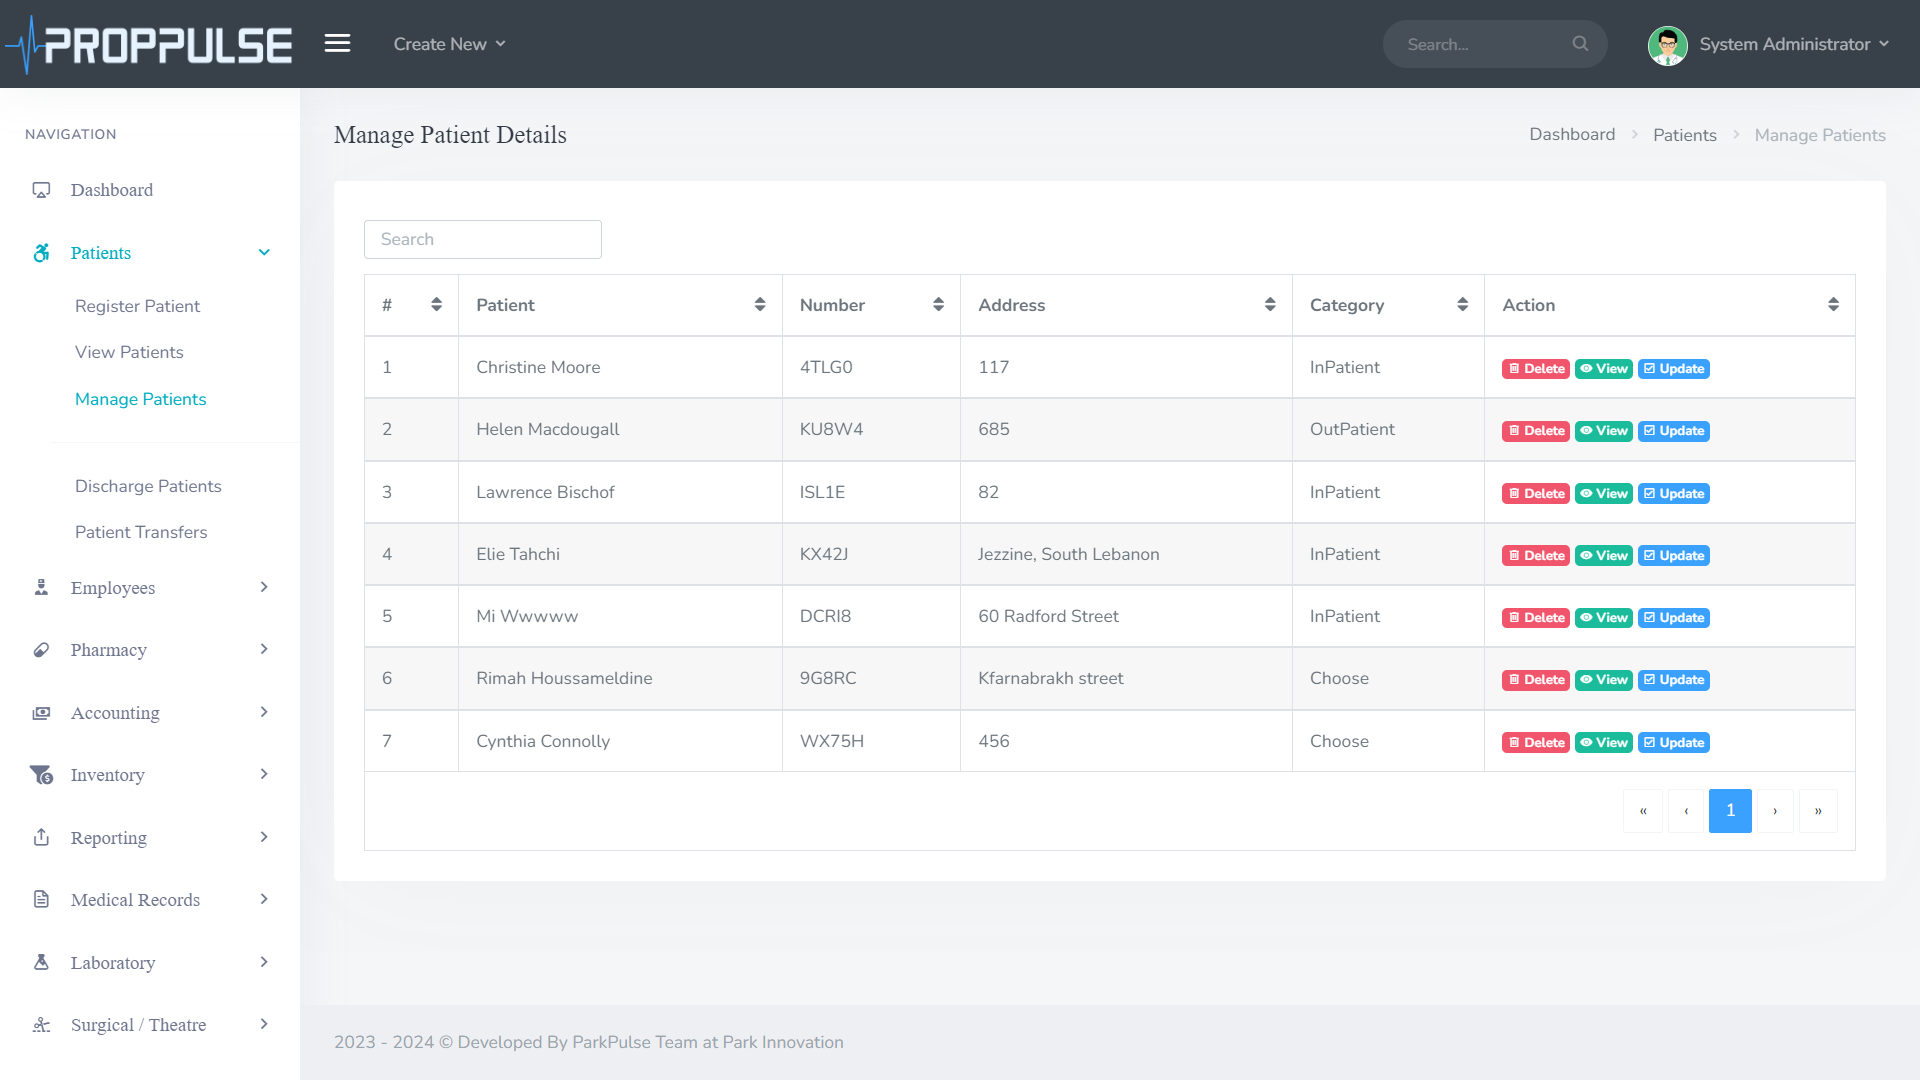 PROPPULSE
Create New
Search...
System Administrator
NAVIGATION
Dashboard
Patients
Register Patient
View Patients
Manage Patients
Discharge Patients
Patient Transfers
Employees
Pharmacy
Accounting
Inventory
Reporting
Medical Records
Laboratory
Surgical / Theatre
Manage Patient Details
Dashboard > Patients > Manage Patients
Search
# Patient Number Address Category Action
1 Christine Moore 4TLG0 117 InPatient Delete View Update
2 Helen Macdougall KU8W4 685 OutPatient Delete View Update
3 Lawrence Bischof ISL1E 82 InPatient Delete View Update
4 Elie Tahchi KX42J Jezzine, South Lebanon InPatient Delete View Update
5 Mi Wwwww DCRI8 60 Radford Street InPatient Delete View Update
6 Rimah Houssameldine 9G8RC Kfarnabrakh street Choose Delete View Update
7 Cynthia Connolly WX75H 456 Choose Delete View Update
« ‹ 1 › »
2023 - 2024 © Developed By ParkPulse Team at Park Innovation